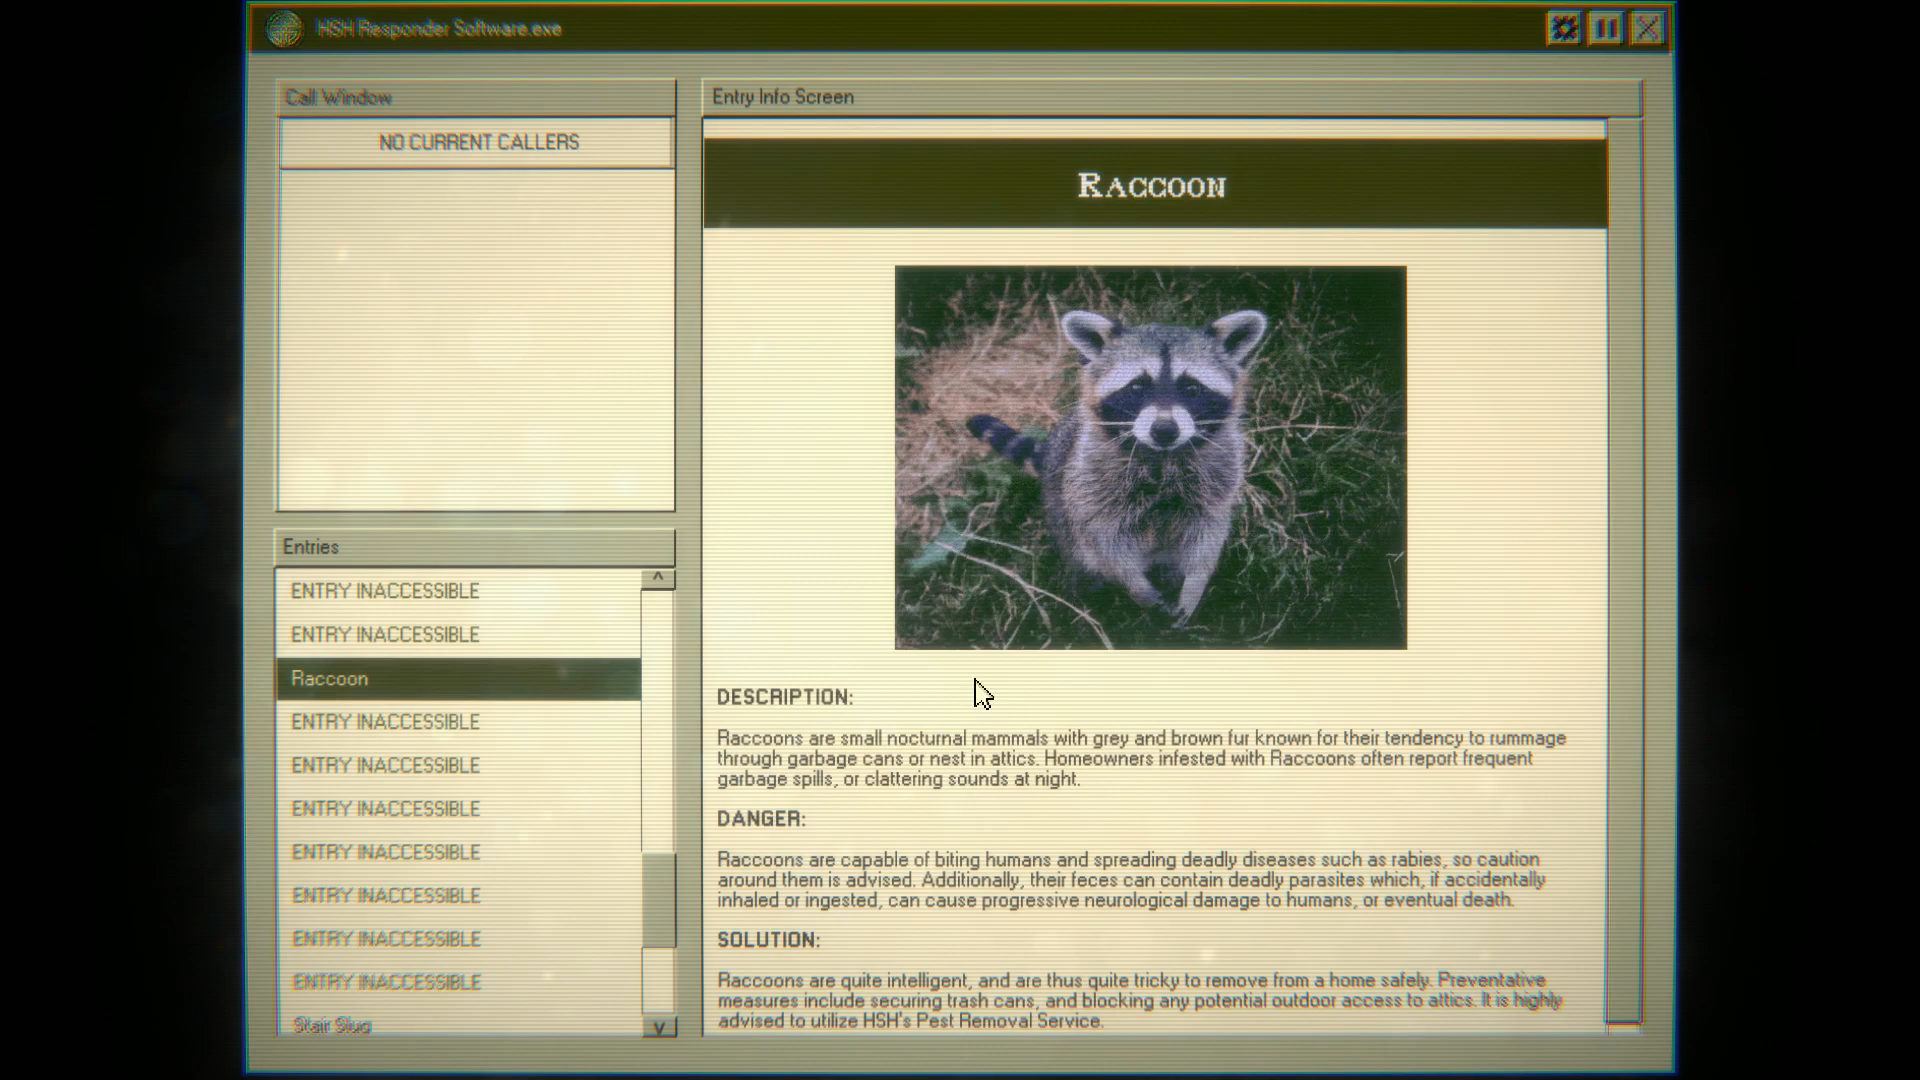 HSH Responder Software.exe
Call Window
NO CURRENT CALLERS
Entries
ENTRY INACCESSIBLE
ENTRY INACCESSIBLE
Raccoon
ENTRY INACCESSIBLE
ENTRY INACCESSIBLE
ENTRY INACCESSIBLE
ENTRY INACCESSIBLE
ENTRY INACCESSIBLE
ENTRY INACCESSIBLE
ENTRY INACCESSIBLE
Stair Slug
Entry Info Screen
RACCOON
DESCRIPTION:
Raccoons are small nocturnal mammals with grey and brown fur known for their tendency to rummage
through garbage cans or nest in attics. Homeowners infested with Raccoons often report frequent
garbage spills, or clattering sounds at night.
DANGER:
Raccoons are capable of biting humans and spreading deadly diseases such as rabies, so caution
around them is advised. Additionally, their feces can contain deadly parasites which, if accidentally
inhaled or ingested, can cause progressive neurological damage to humans, or eventual death.
SOLUTION:
Raccoons are quite intelligent, and are thus quite tricky to remove from a home safely. Preventative
measures include securing trash cans, and blocking any potential outdoor access to attics. It is highly
advised to utilize HSH's Pest Removal Service.